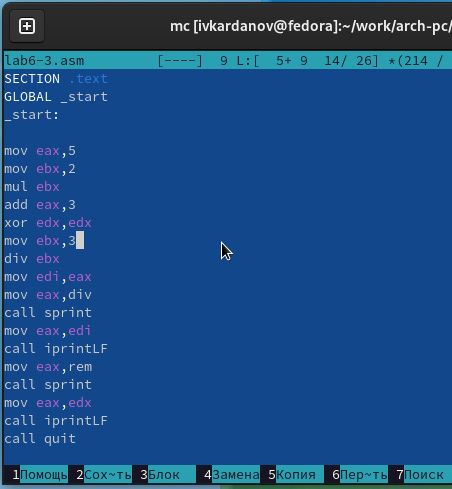 mc [ivkardanov@fedora]:~/work/arch-pc/
lab6-3.asm [----] 9 L:[ 5+ 9 14/ 26] *(214 /
SECTION .text
GLOBAL _start
_start:
mov eax,5
mov ebx,2
mul ebx
add eax,3
xor edx,edx
mov ebx,3
div ebx
mov edi,eax
mov eax,div
call sprint
mov eax,edi
call iprintLF
mov eax,rem
call sprint
mov eax,edx
call iprintLF
call quit
1Помощь 2Сох~ть 3Блок 4Замена 5Копия 6Пер~ть 7Поиск